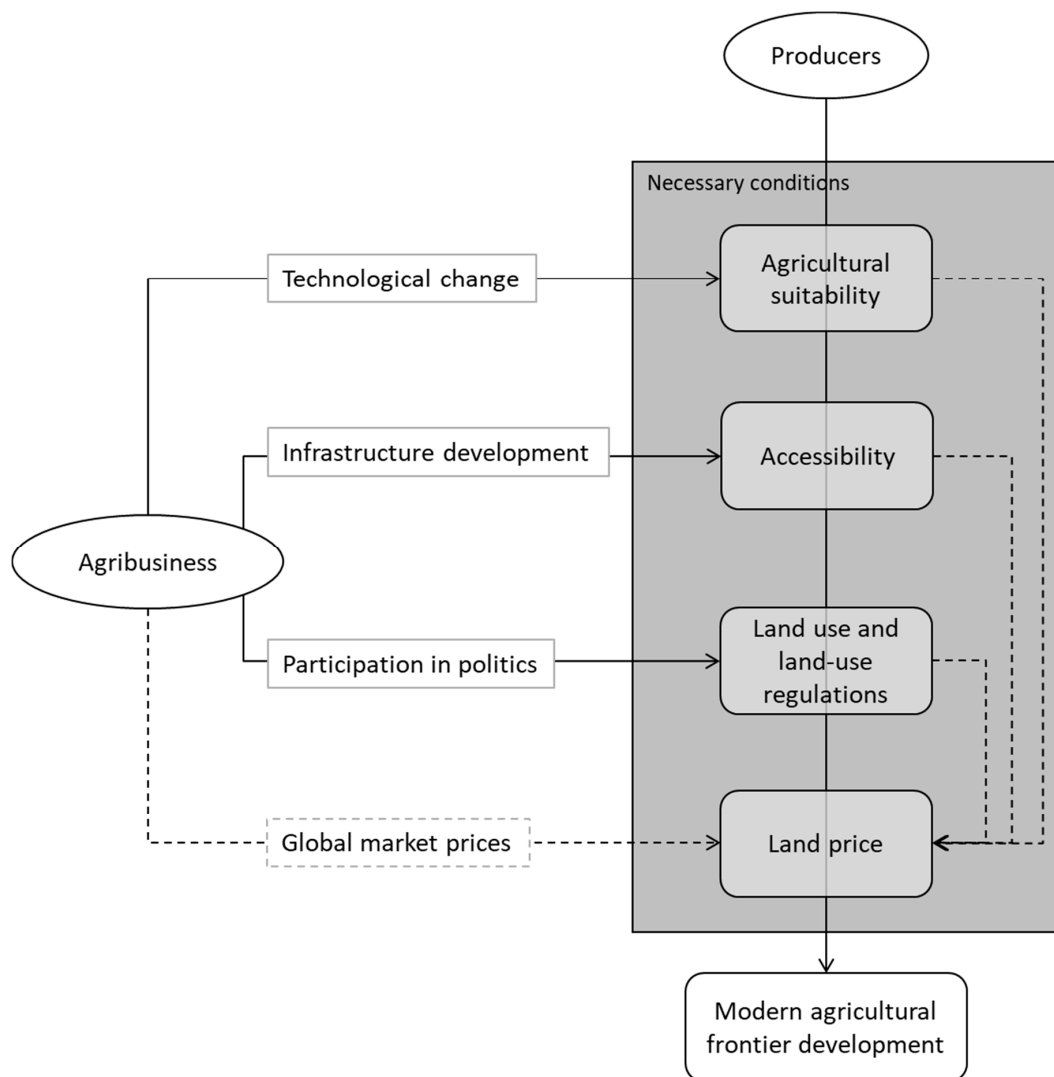 Producers
Necessary conditions
Technological change
Agricultural
suitability
Infrastructure development
Accessibility
Agribusiness
Participation in politics
Land use and
land-use
regulations
Global market prices
Land price
Modern agricultural
frontier development